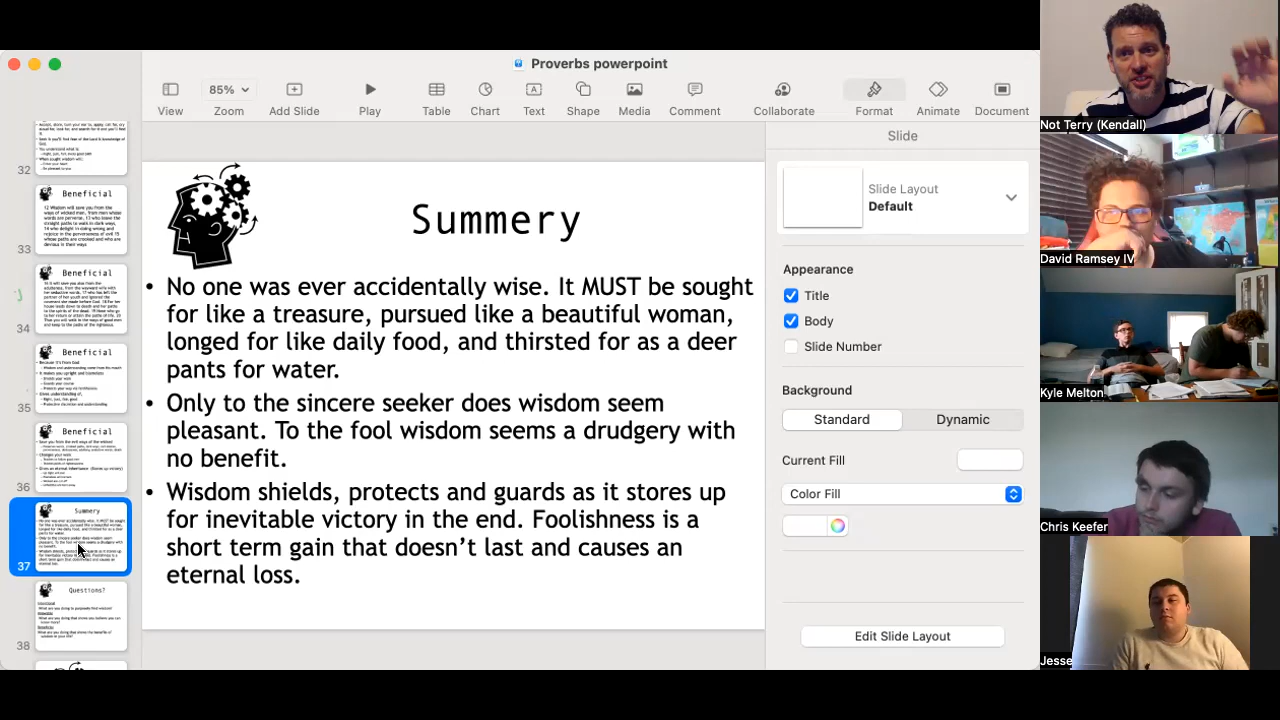 Proverbs powerpoint
View
85%
Zoom
Add Slide
Play
Table
Chart
Text
Shape
Media
Comment
Collaborate
Format
Animate
Document
32
Beneficial
33
Beneficial
34
Beneficial
35
Beneficial
36
Summery
37
Questions?
38
Summery
• No one was ever accidentally wise. It MUST be sought
for like a treasure, pursued like a beautiful woman,
longed for like daily food, and thirsted for as a deer
pants for water.
• Only to the sincere seeker does wisdom seem
pleasant. To the fool wisdom seems a drudgery with
no benefit.
• Wisdom shields, protects and guards as it stores up
for inevitable victory in the end. Foolishness is a
short term gain that doesn’t last and causes an
eternal loss.
Slide
Slide Layout
Default
Appearance
Title
Body
Slide Number
Background
Standard
Dynamic
Current Fill
Color Fill
Edit Slide Layout
Not Terry (Kendall)
David Ramsey IV
Kyle Melton
Chris Keefer
Jesse